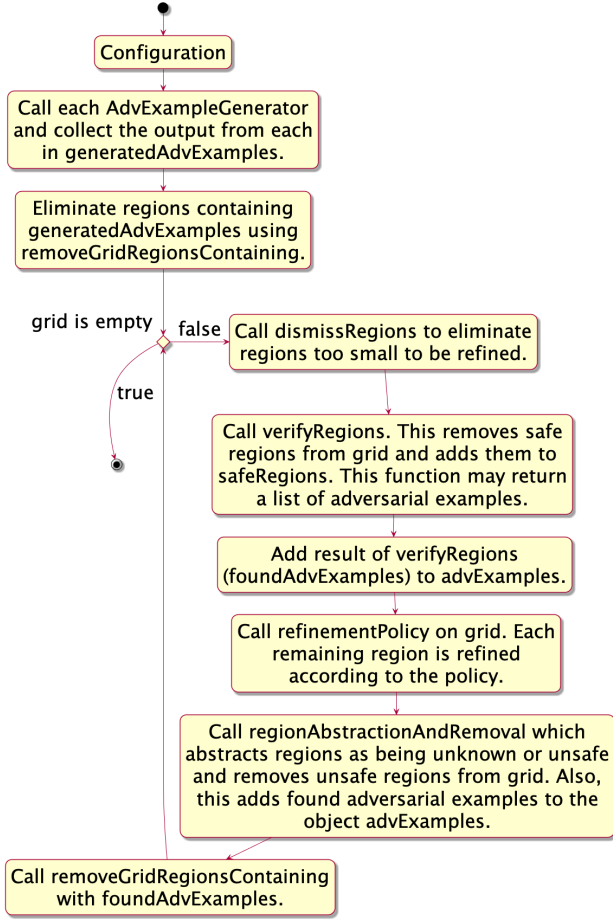 Configuration
Call each AdvExampleGenerator
and collect the output from each
in generatedAdvExamples.
Eliminate regions containing
generatedAdvExamples using
removeGridRegionsContaining.
grid is empty
false
true
Call dismissRegions to eliminate
regions too small to be refined.
Call verifyRegions. This removes safe
regions from grid and adds them to
safeRegions. This function may return
a list of adversarial examples.
Add result of verifyRegions
(foundAdvExamples) to advExamples.
Call refinementPolicy on grid. Each
remaining region is refined
according to the policy.
Call regionAbstractionAndRemoval which
abstracts regions as being unknown or unsafe
and removes unsafe regions from grid. Also,
this adds found adversarial examples to the
object advExamples.
Call removeGridRegionsContaining
with foundAdvExamples.